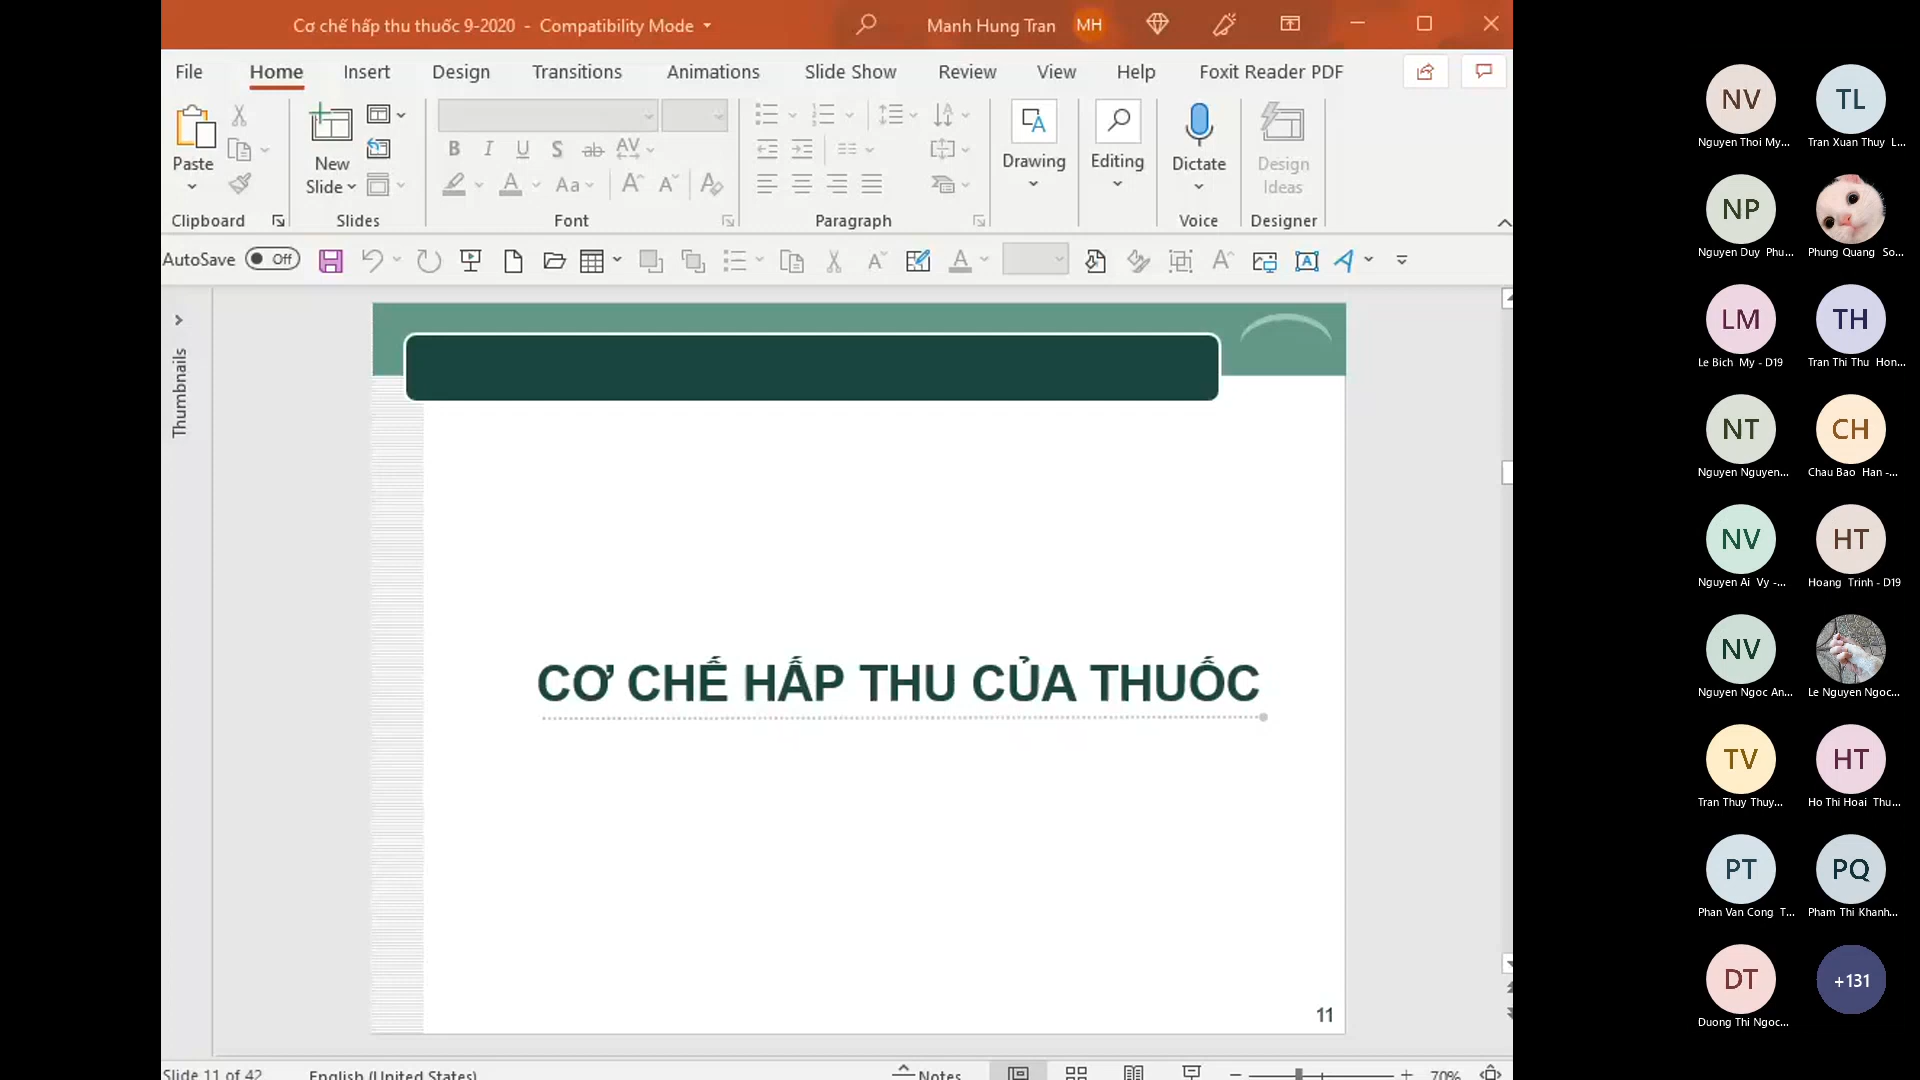 Cơ chế hấp thu thuốc 9-2020 - Compatibility Mode
Manh Hung Tran
MH
File Home Insert Design Transitions Animations Slide Show Review View Help Foxit Reader PDF
Paste
New
Slide
B I U S ab AV
Aa A A A
Drawing
Editing
Dictate
Design
Ideas
Clipboard Slides Font Paragraph Voice Designer
AutoSave Off
Thumbnails
CƠ CHẾ HẤP THU CỦA THUỐC
11
Slide 11 of 42 English (United States) Notes 70%
NV
Nguyen Thoi My...
TL
Tran Xuan Thuy L...
NP
Nguyen Duy Phu...
Phung Quang So...
LM
Le Bich My - D19
TH
Tran Thi Thu Hon...
NT
Nguyen Nguyen...
CH
Chau Bao Han -...
NV
Nguyen Ai Vy -...
HT
Hoang Trinh - D19
NV
Nguyen Ngoc An...
Le Nguyen Ngoc...
TV
Tran Thuy Thuy...
HT
Ho Thi Hoai Thu...
PT
Phan Van Cong T...
PQ
Pham Thi Khanh...
DT
Duong Thi Ngoc...
+131